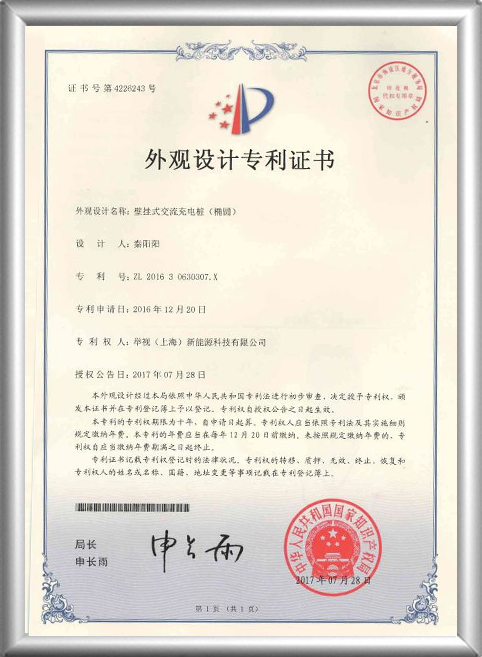 证书号第4226243号
外观设计专利证书
外观设计名称：壁挂式交流充电桩（椭圆）
设 计 人：秦阳阳
专 利 号：ZL 2016 3 0630307.X
专利申请日：2016年12月20日
专 利 权 人：举视（上海）新能源科技有限公司
授权公告日：2017年07月28日
本外观设计经过本局依照中华人民共和国专利法进行初步审查，决定授予专利权，颁
发本证书并在专利登记簿上予以登记。专利权自授权公告之日起生效。
本专利的专利权期限为十年，自申请日起算。专利权人应当依照专利法及其实施细则
规定缴纳年费。本专利的年费应当在每年12月20日前缴纳。未按照规定缴纳年费的，专
利权自应当缴纳年费期满之日起终止。
专利证书记载专利权登记时的法律状况。专利权的转移、质押、无效、终止、恢复和
专利权人的姓名或名称、国籍、地址变更等事项记载在专利登记簿上。
局长
申长雨
申长雨
中华人民共和国国家知识产权局
2017年07月28日
第1页（共1页）